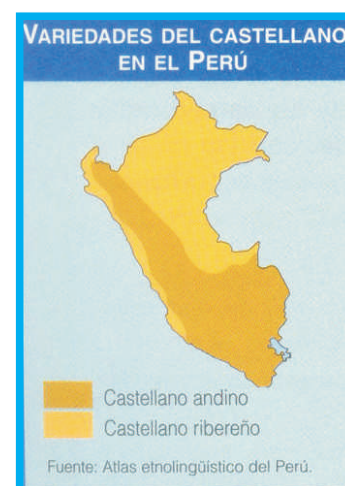 VARIEDADES DEL CASTELLANO
EN EL PERÚ
Castellano andino
Castellano ribereño
Fuente: Atlas etnolingüístico del Perú.